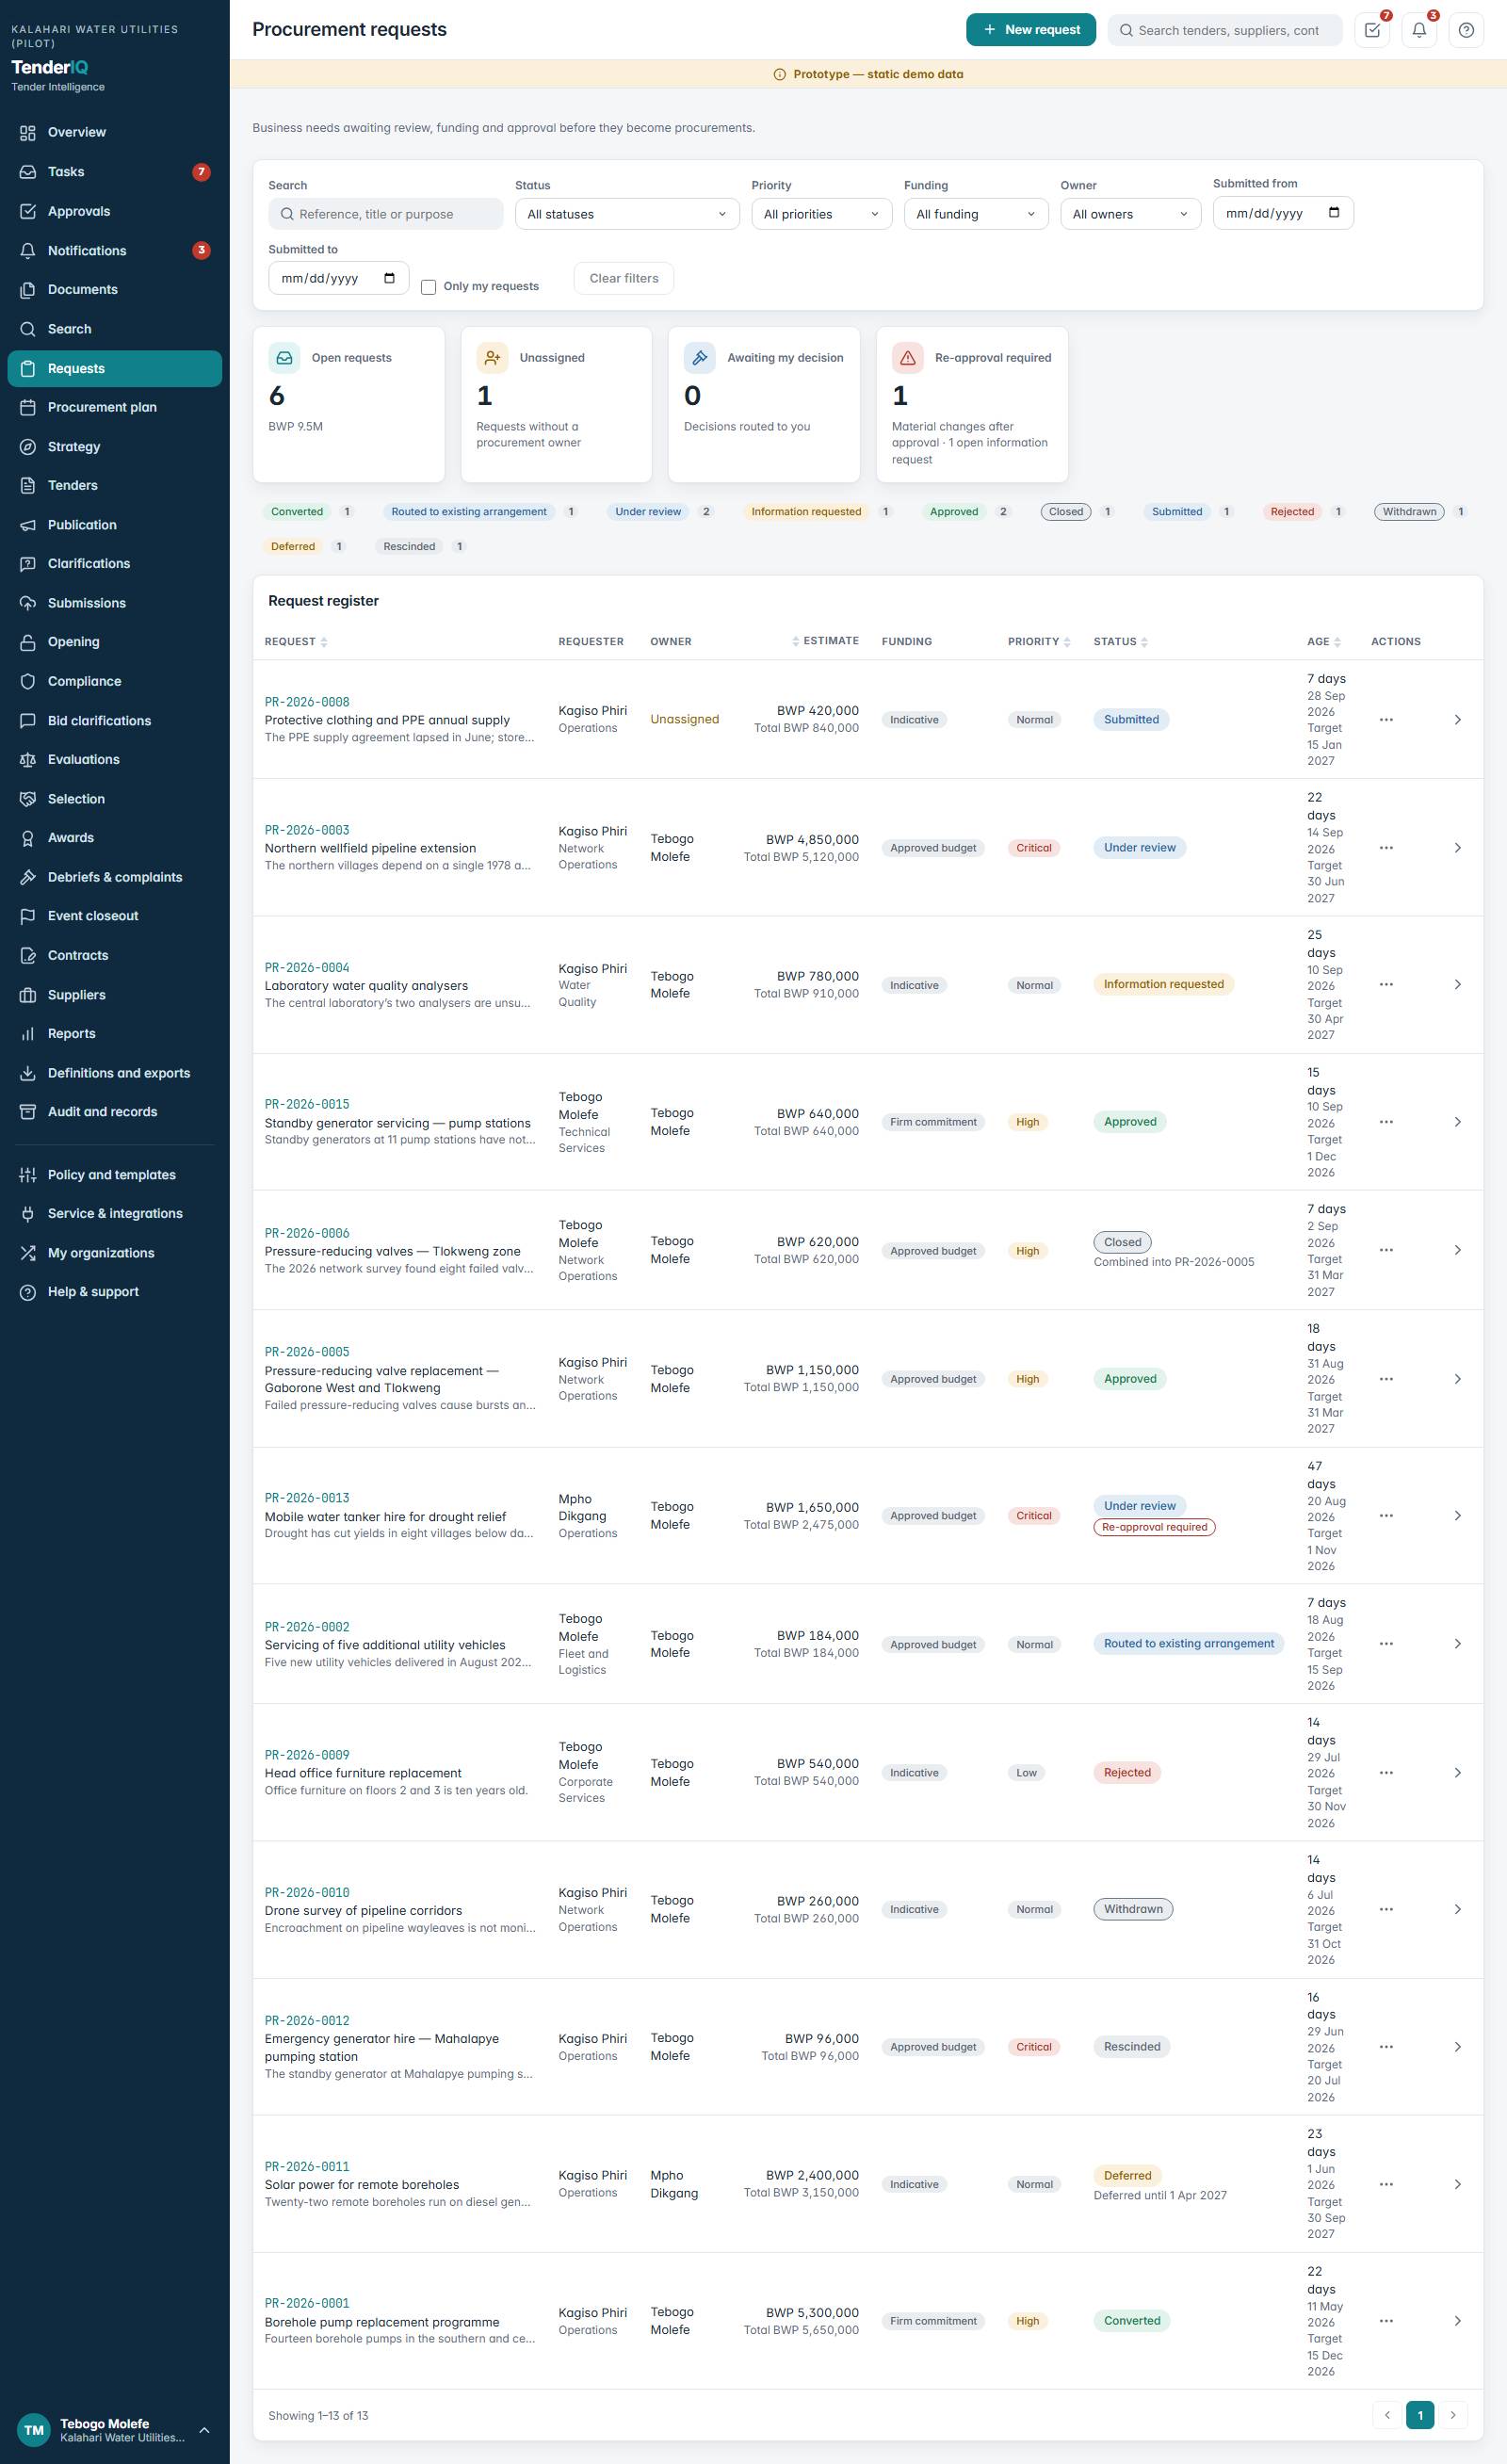 KALAHARI WATER UTILITIES
(PILOT)
TenderIQ
Tender Intelligence
Overview
Tasks 7
Approvals
Notifications 3
Documents
Search
Requests
Procurement plan
Strategy
Tenders
Publication
Clarifications
Submissions
Opening
Compliance
Bid clarifications
Evaluations
Selection
Awards
Debriefs & complaints
Event closeout
Contracts
Suppliers
Reports
Definitions and exports
Audit and records
Policy and templates
Service & integrations
My organizations
Help & support
TM
Tebogo Molefe
Kalahari Water Utilities...
Procurement requests
New request
Search tenders, suppliers, cont
7
3
Prototype — static demo data
Business needs awaiting review, funding and approval before they become procurements.
Search Status Priority Funding Owner Submitted from
Reference, title or purpose All statuses All priorities All funding All owners mm/dd/yyyy
Submitted to
mm/dd/yyyy Only my requests Clear filters
Open requests
6
BWP 9.5M
Unassigned
1
Requests without a
procurement owner
Awaiting my decision
0
Decisions routed to you
Re-approval required
1
Material changes after
approval · 1 open information
request
Converted 1 Routed to existing arrangement 1 Under review 2 Information requested 1 Approved 2 Closed 1 Submitted 1 Rejected 1 Withdrawn 1
Deferred 1 Rescinded 1
Request register
REQUEST REQUESTER OWNER ESTIMATE FUNDING PRIORITY STATUS AGE ACTIONS
PR-2026-0008
Protective clothing and PPE annual supply
The PPE supply agreement lapsed in June; store...
Kagiso Phiri
Operations
Unassigned
BWP 420,000
Total BWP 840,000
Indicative
Normal
Submitted
7 days
28 Sep
2026
Target
15 Jan
2027
PR-2026-0003
Northern wellfield pipeline extension
The northern villages depend on a single 1978 a...
Kagiso Phiri
Network
Operations
Tebogo
Molefe
BWP 4,850,000
Total BWP 5,120,000
Approved budget
Critical
Under review
22
days
14 Sep
2026
Target
30 Jun
2027
PR-2026-0004
Laboratory water quality analysers
The central laboratory's two analysers are unsu...
Kagiso Phiri
Water
Quality
Tebogo
Molefe
BWP 780,000
Total BWP 910,000
Indicative
Normal
Information requested
25
days
10 Sep
2026
Target
30 Apr
2027
PR-2026-0015
Standby generator servicing — pump stations
Standby generators at 11 pump stations have not...
Tebogo
Molefe
Technical
Services
Tebogo
Molefe
BWP 640,000
Total BWP 640,000
Firm commitment
High
Approved
15
days
10 Sep
2026
Target
1 Dec
2026
PR-2026-0006
Pressure-reducing valves — Tlokweng zone
The 2026 network survey found eight failed valv...
Tebogo
Molefe
Network
Operations
Tebogo
Molefe
BWP 620,000
Total BWP 620,000
Approved budget
High
Closed
Combined into PR-2026-0005
7 days
2 Sep
2026
Target
31 Mar
2027
PR-2026-0005
Pressure-reducing valve replacement —
Gaborone West and Tlokweng
Failed pressure-reducing valves cause bursts an...
Kagiso Phiri
Network
Operations
Tebogo
Molefe
BWP 1,150,000
Total BWP 1,150,000
Approved budget
High
Approved
18
days
31 Aug
2026
Target
31 Mar
2027
PR-2026-0013
Mobile water tanker hire for drought relief
Drought has cut yields in eight villages below da...
Mpho
Dikgang
Operations
Tebogo
Molefe
BWP 1,650,000
Total BWP 2,475,000
Approved budget
Critical
Under review
Re-approval required
47
days
20 Aug
2026
Target
1 Nov
2026
PR-2026-0002
Servicing of five additional utility vehicles
Five new utility vehicles delivered in August 202...
Tebogo
Molefe
Fleet and
Logistics
Tebogo
Molefe
BWP 184,000
Total BWP 184,000
Approved budget
Normal
Routed to existing arrangement
7 days
18 Aug
2026
Target
15 Sep
2026
PR-2026-0009
Head office furniture replacement
Office furniture on floors 2 and 3 is ten years old.
Tebogo
Molefe
Corporate
Services
Tebogo
Molefe
BWP 540,000
Total BWP 540,000
Indicative
Low
Rejected
14
days
29 Jul
2026
Target
30 Nov
2026
PR-2026-0010
Drone survey of pipeline corridors
Encroachment on pipeline wayleaves is not moni...
Kagiso Phiri
Network
Operations
Tebogo
Molefe
BWP 260,000
Total BWP 260,000
Indicative
Normal
Withdrawn
14
days
6 Jul
2026
Target
31 Oct
2026
PR-2026-0012
Emergency generator hire — Mahalapye
pumping station
The standby generator at Mahalapye pumping s...
Kagiso Phiri
Operations
Tebogo
Molefe
BWP 96,000
Total BWP 96,000
Approved budget
Critical
Rescinded
16
days
29 Jun
2026
Target
20 Jul
2026
PR-2026-0011
Solar power for remote boreholes
Twenty-two remote boreholes run on diesel gen...
Kagiso Phiri
Operations
Mpho
Dikgang
BWP 2,400,000
Total BWP 3,150,000
Indicative
Normal
Deferred
Deferred until 1 Apr 2027
23
days
1 Jun
2026
Target
30 Sep
2027
PR-2026-0001
Borehole pump replacement programme
Fourteen borehole pumps in the southern and ce...
Kagiso Phiri
Operations
Tebogo
Molefe
BWP 5,300,000
Total BWP 5,650,000
Firm commitment
High
Converted
22
days
11 May
2026
Target
15 Dec
2026
Showing 1–13 of 13
1